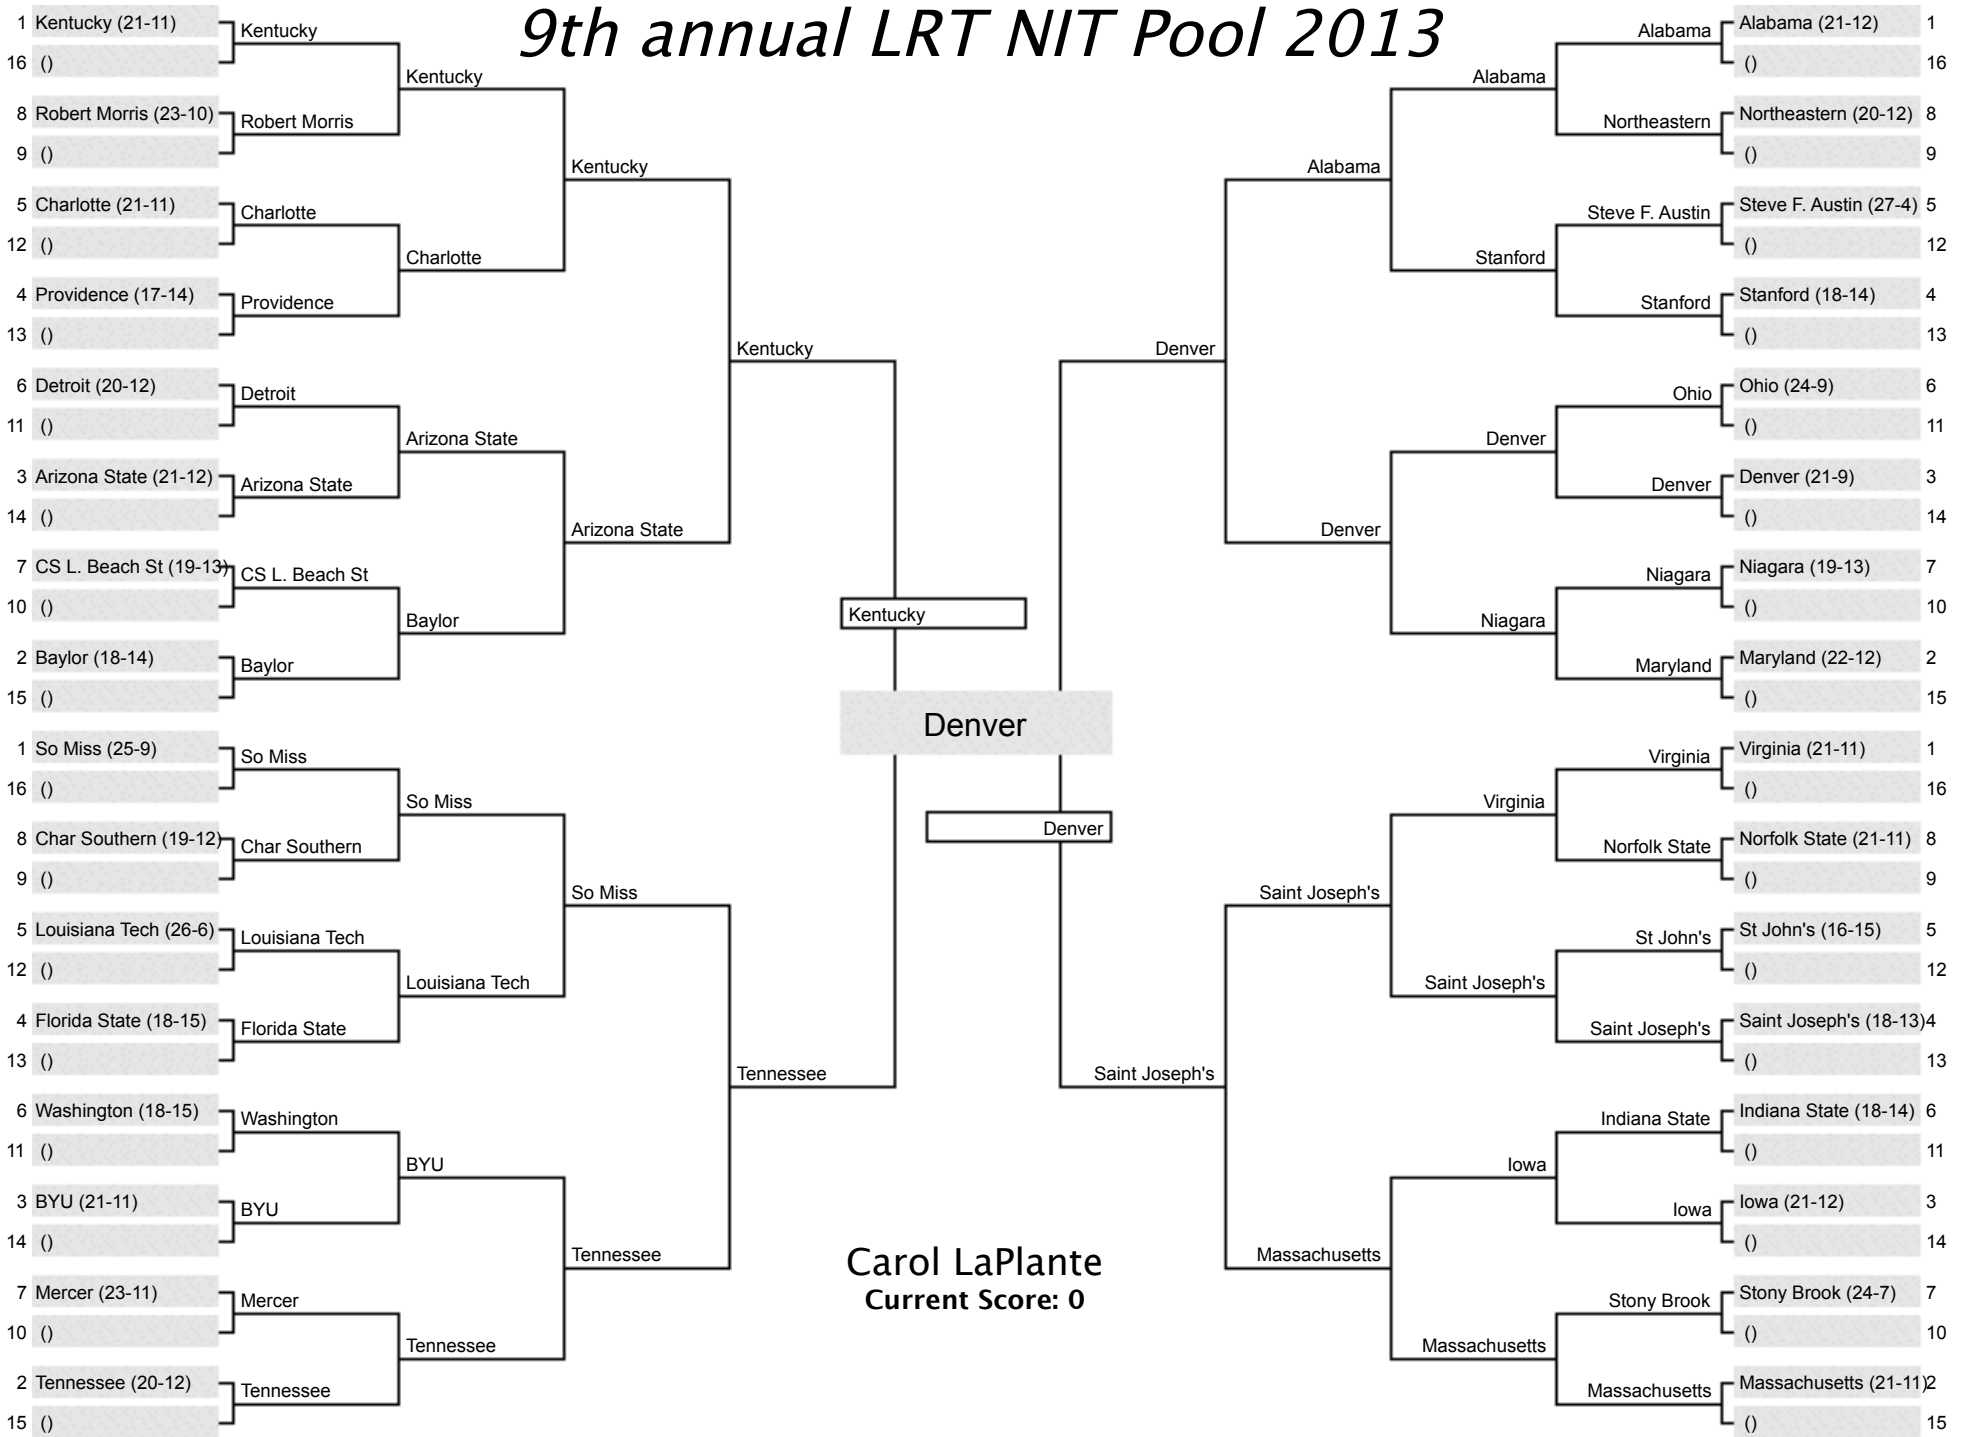 9th annual LRT NIT Pool 2013
1 Kentucky (21-11)
16 ()
8 Robert Morris (23-10)
9 ()
5 Charlotte (21-11)
12 ()
4 Providence (17-14)
13 ()
6 Detroit (20-12)
11 ()
3 Arizona State (21-12)
14 ()
7 CS L. Beach St (19-13)
10 ()
2 Baylor (18-14)
15 ()
1 So Miss (25-9)
16 ()
8 Char Southern (19-12)
9 ()
5 Louisiana Tech (26-6)
12 ()
4 Florida State (18-15)
13 ()
6 Washington (18-15)
11 ()
3 BYU (21-11)
14 ()
7 Mercer (23-11)
10 ()
2 Tennessee (20-12)
15 ()
Kentucky
Robert Morris
Charlotte
Providence
Detroit
Arizona State
CS L. Beach St
Baylor
So Miss
Char Southern
Louisiana Tech
Florida State
Washington
BYU
Mercer
Tennessee
Kentucky
Charlotte
Arizona State
Baylor
So Miss
Louisiana Tech
BYU
Tennessee
Kentucky
Arizona State
So Miss
Tennessee
Kentucky
Tennessee
Kentucky
Denver
Denver
Carol LaPlante
Current Score: 0
Denver
Saint Joseph's
Alabama
Denver
Saint Joseph's
Massachusetts
Alabama
Stanford
Denver
Niagara
Virginia
Saint Joseph's
Iowa
Massachusetts
Alabama
Northeastern
Steve F. Austin
Stanford
Ohio
Denver
Niagara
Maryland
Virginia
Norfolk State
St John's
Saint Joseph's
Indiana State
Iowa
Stony Brook
Massachusetts
Alabama (21-12) 1
() 16
Northeastern (20-12) 8
() 9
Steve F. Austin (27-4) 5
() 12
Stanford (18-14) 4
() 13
Ohio (24-9) 6
() 11
Denver (21-9) 3
() 14
Niagara (19-13) 7
() 10
Maryland (22-12) 2
() 15
Virginia (21-11) 1
() 16
Norfolk State (21-11) 8
() 9
St John's (16-15) 5
() 12
Saint Joseph's (18-13) 4
() 13
Indiana State (18-14) 6
() 11
Iowa (21-12) 3
() 14
Stony Brook (24-7) 7
() 10
Massachusetts (21-11) 2
() 15